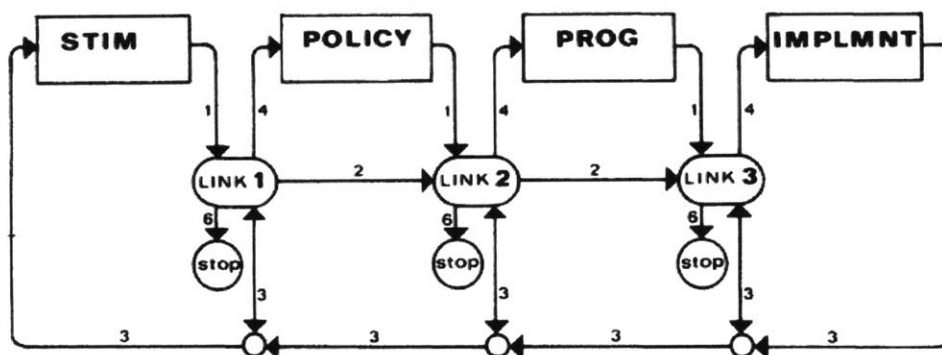 STIM POLICY PROG IMPLMNT
1 4 1 4 1 4
LINK 1 2 LINK 2 2 LINK 3
6 6 6
stop stop stop
3 3 3
3 3 3 3